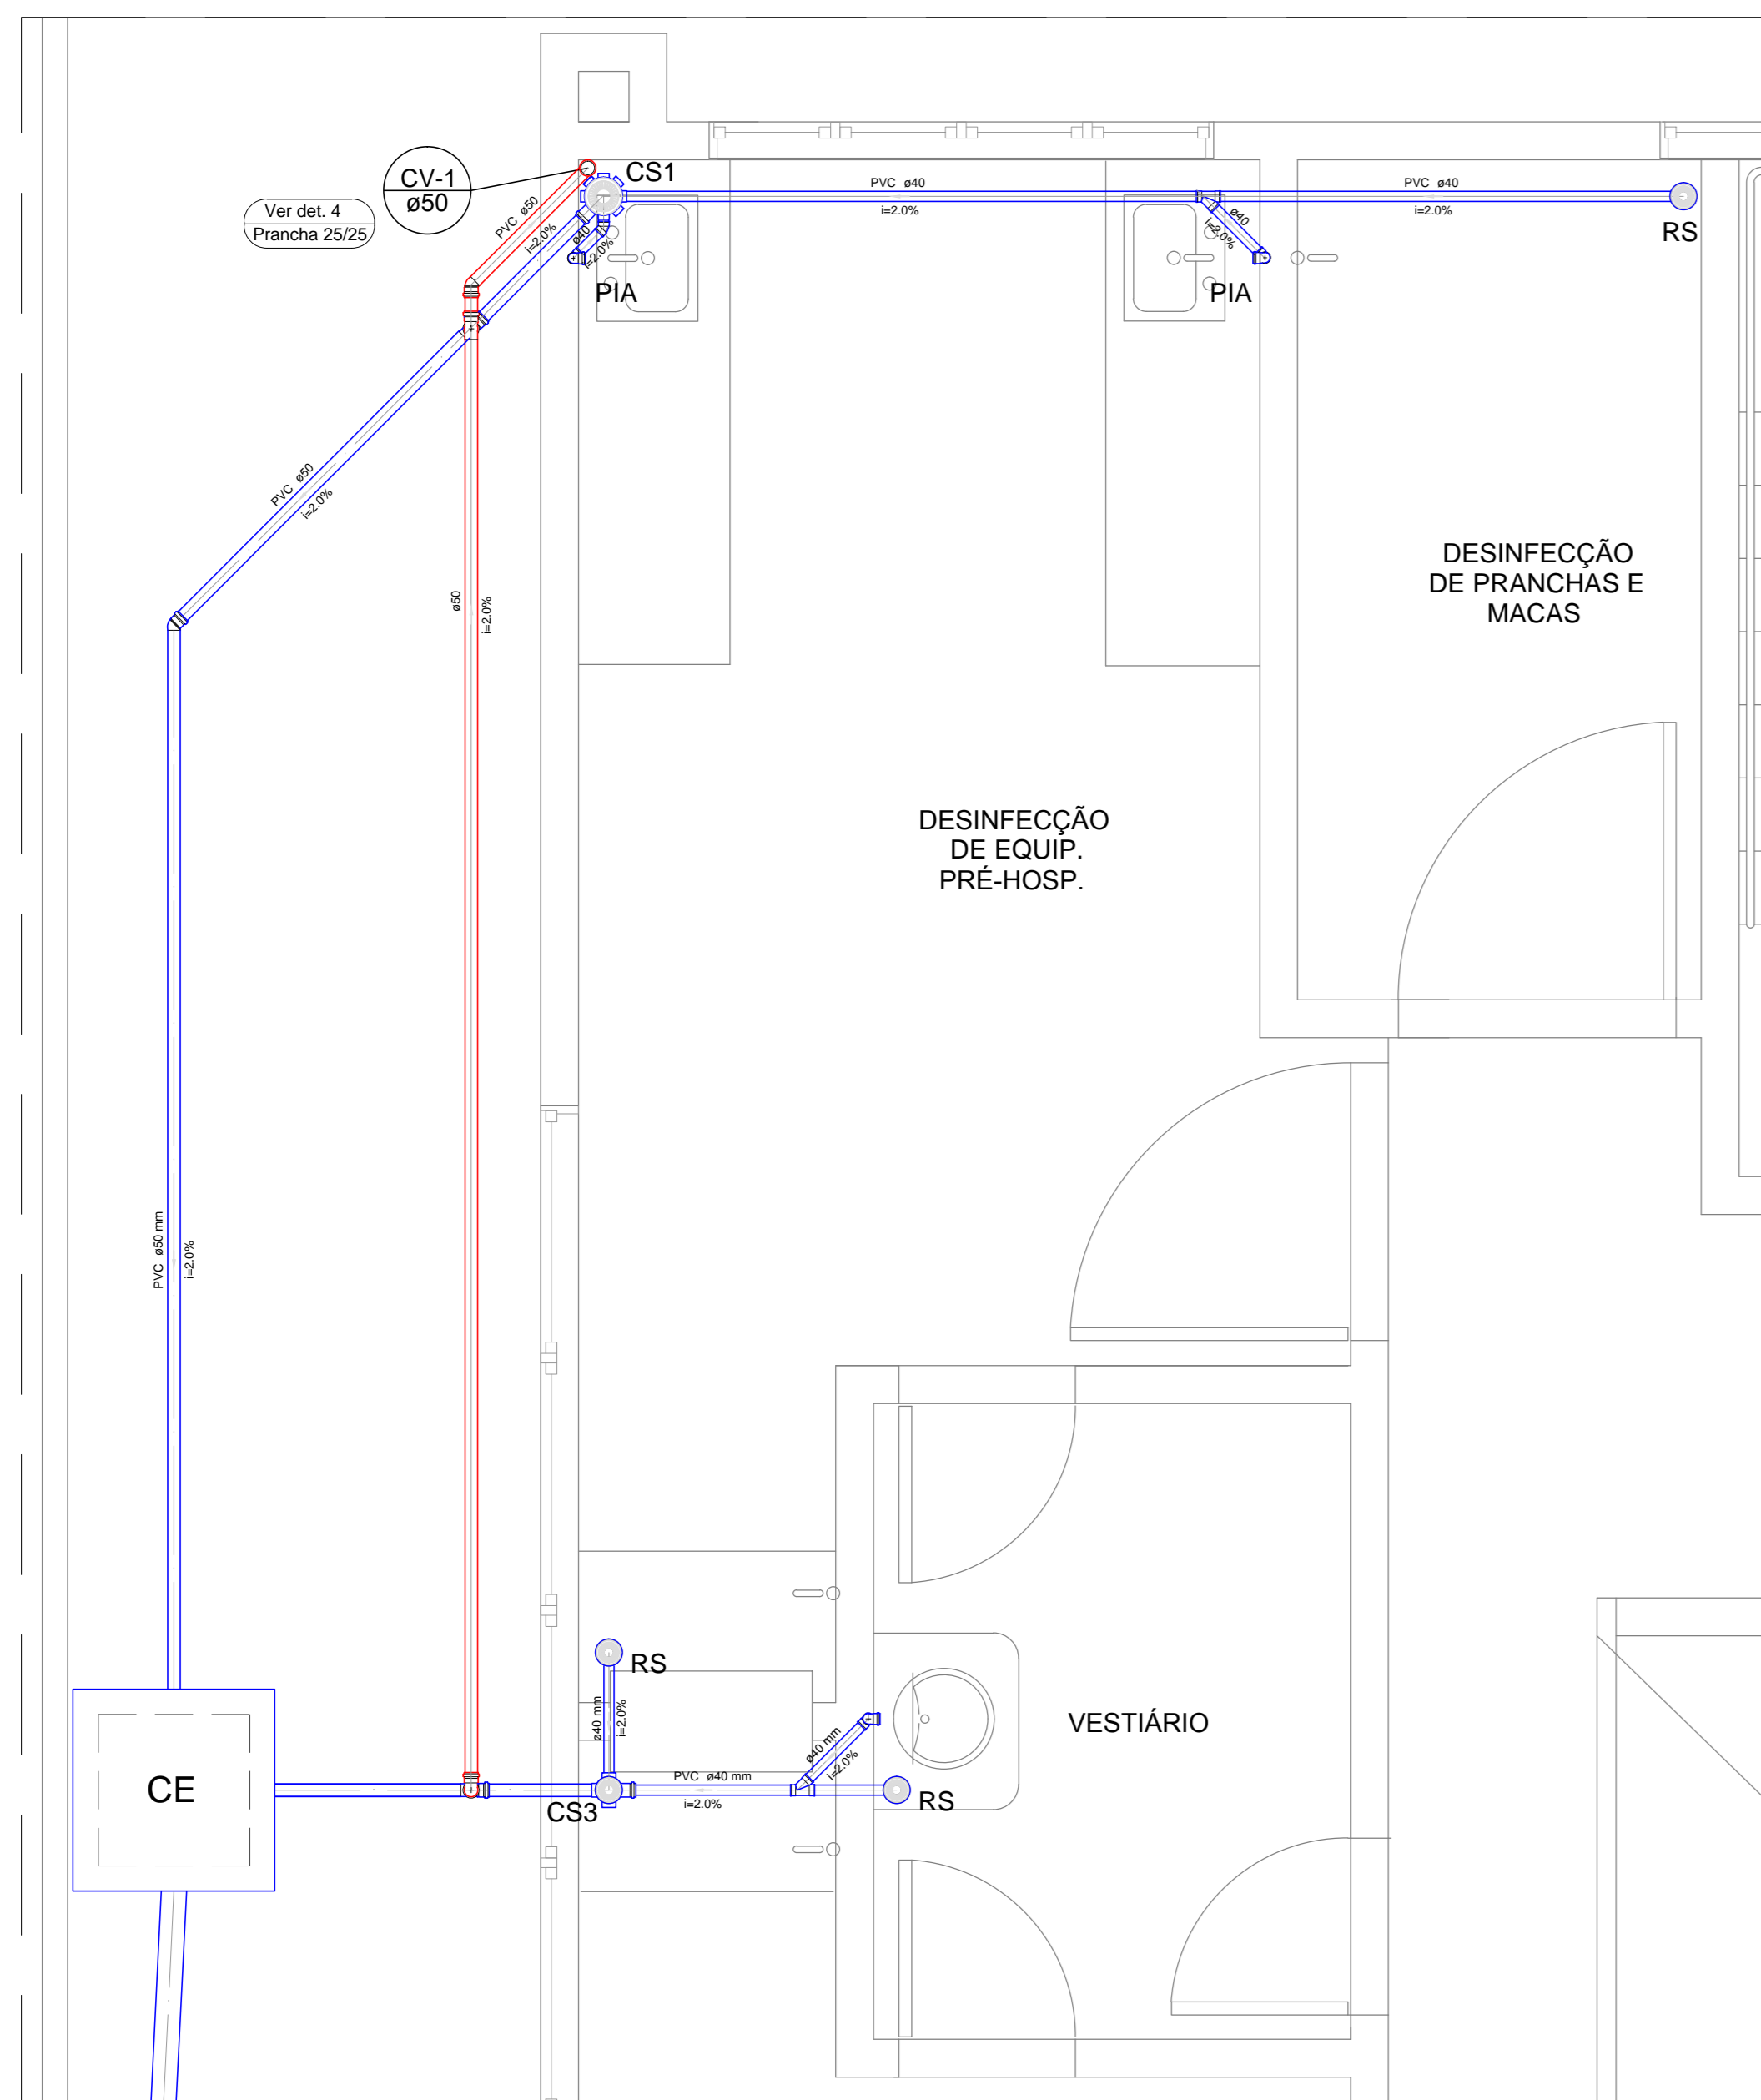 CV-1
ø50
Ver det. 4
Prancha 25/25
CS1
PVC ø50
i=2.0%
ø40
i=2.0%
PIA
PVC ø40
i=2.0%
ø40
i=2.0%
PIA
PVC ø40
i=2.0%
RS
PVC ø50
i=2.0%
ø50
i=2.0%
DESINFECÇÃO
DE PRANCHAS E
MACAS
DESINFECÇÃO
DE EQUIP.
PRÉ-HOSP.
PVC ø50 mm
i=2.0%
RS
ø40 mm
i=2.0%
ø40 mm
i=2.0%
VESTIÁRIO
CE
CS3
PVC ø40 mm
i=2.0%
RS